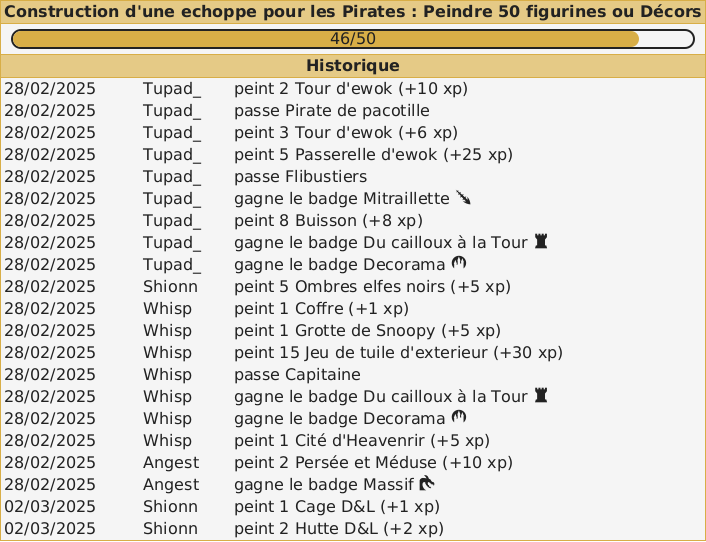 Construction d'une echoppe pour les Pirates : Peindre 50 figurines ou Décors
46/50
Historique
28/02/2025 Tupad_ peint 2 Tour d'ewok (+10 xp)
28/02/2025 Tupad_ passe Pirate de pacotille
28/02/2025 Tupad_ peint 3 Tour d'ewok (+6 xp)
28/02/2025 Tupad_ peint 5 Passerelle d'ewok (+25 xp)
28/02/2025 Tupad_ passe Flibustiers
28/02/2025 Tupad_ gagne le badge Mitraillette
28/02/2025 Tupad_ peint 8 Buisson (+8 xp)
28/02/2025 Tupad_ gagne le badge Du cailloux à la Tour
28/02/2025 Tupad_ gagne le badge Decorama
28/02/2025 Shionn peint 5 Ombres elfes noirs (+5 xp)
28/02/2025 Whisp peint 1 Coffre (+1 xp)
28/02/2025 Whisp peint 1 Grotte de Snoopy (+5 xp)
28/02/2025 Whisp peint 15 Jeu de tuile d'exterieur (+30 xp)
28/02/2025 Whisp passe Capitaine
28/02/2025 Whisp gagne le badge Du cailloux à la Tour
28/02/2025 Whisp gagne le badge Decorama
28/02/2025 Whisp peint 1 Cité d'Heavenrir (+5 xp)
28/02/2025 Angest peint 2 Persée et Méduse (+10 xp)
28/02/2025 Angest gagne le badge Massif
02/03/2025 Shionn peint 1 Cage D&L (+1 xp)
02/03/2025 Shionn peint 2 Hutte D&L (+2 xp)